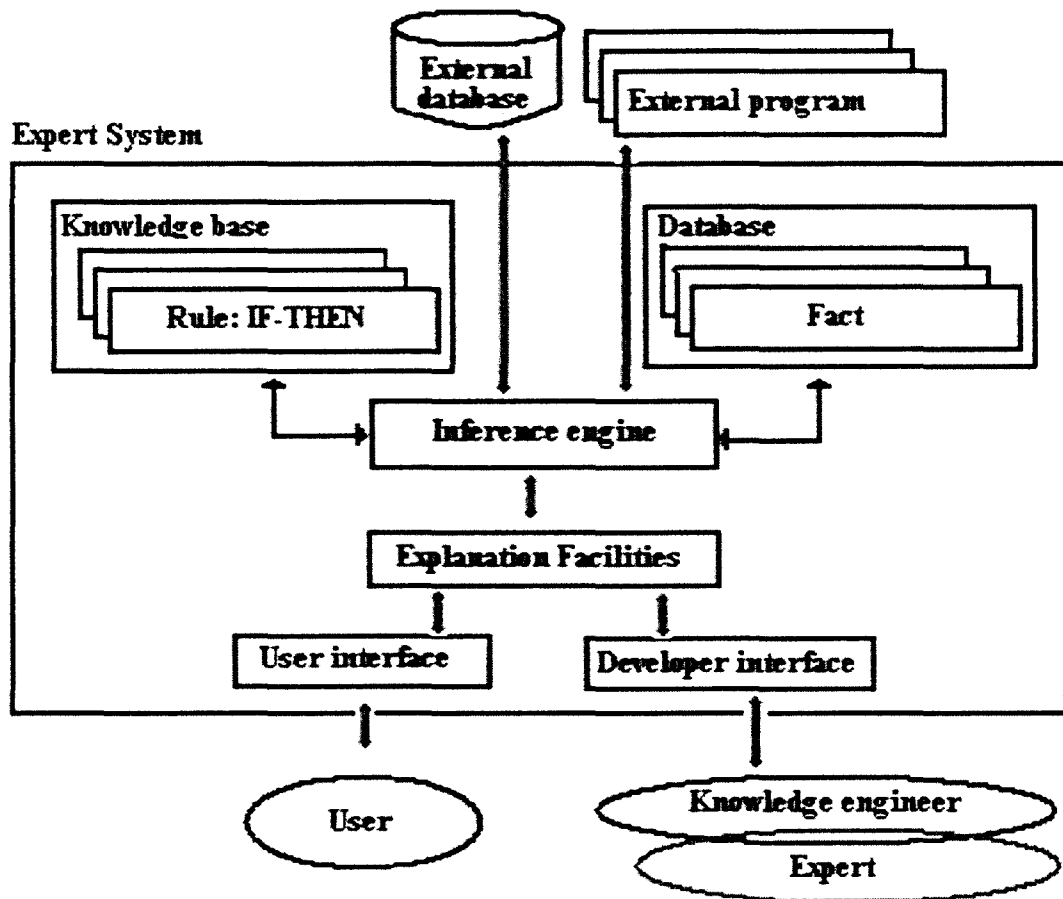 External
database
External program
Expert System
Knowledge base
Rule: IF-THEN
Database
Fact
Inference engine
Explanation Facilities
User interface
Developer interface
User
Knowledge engineer
Expert